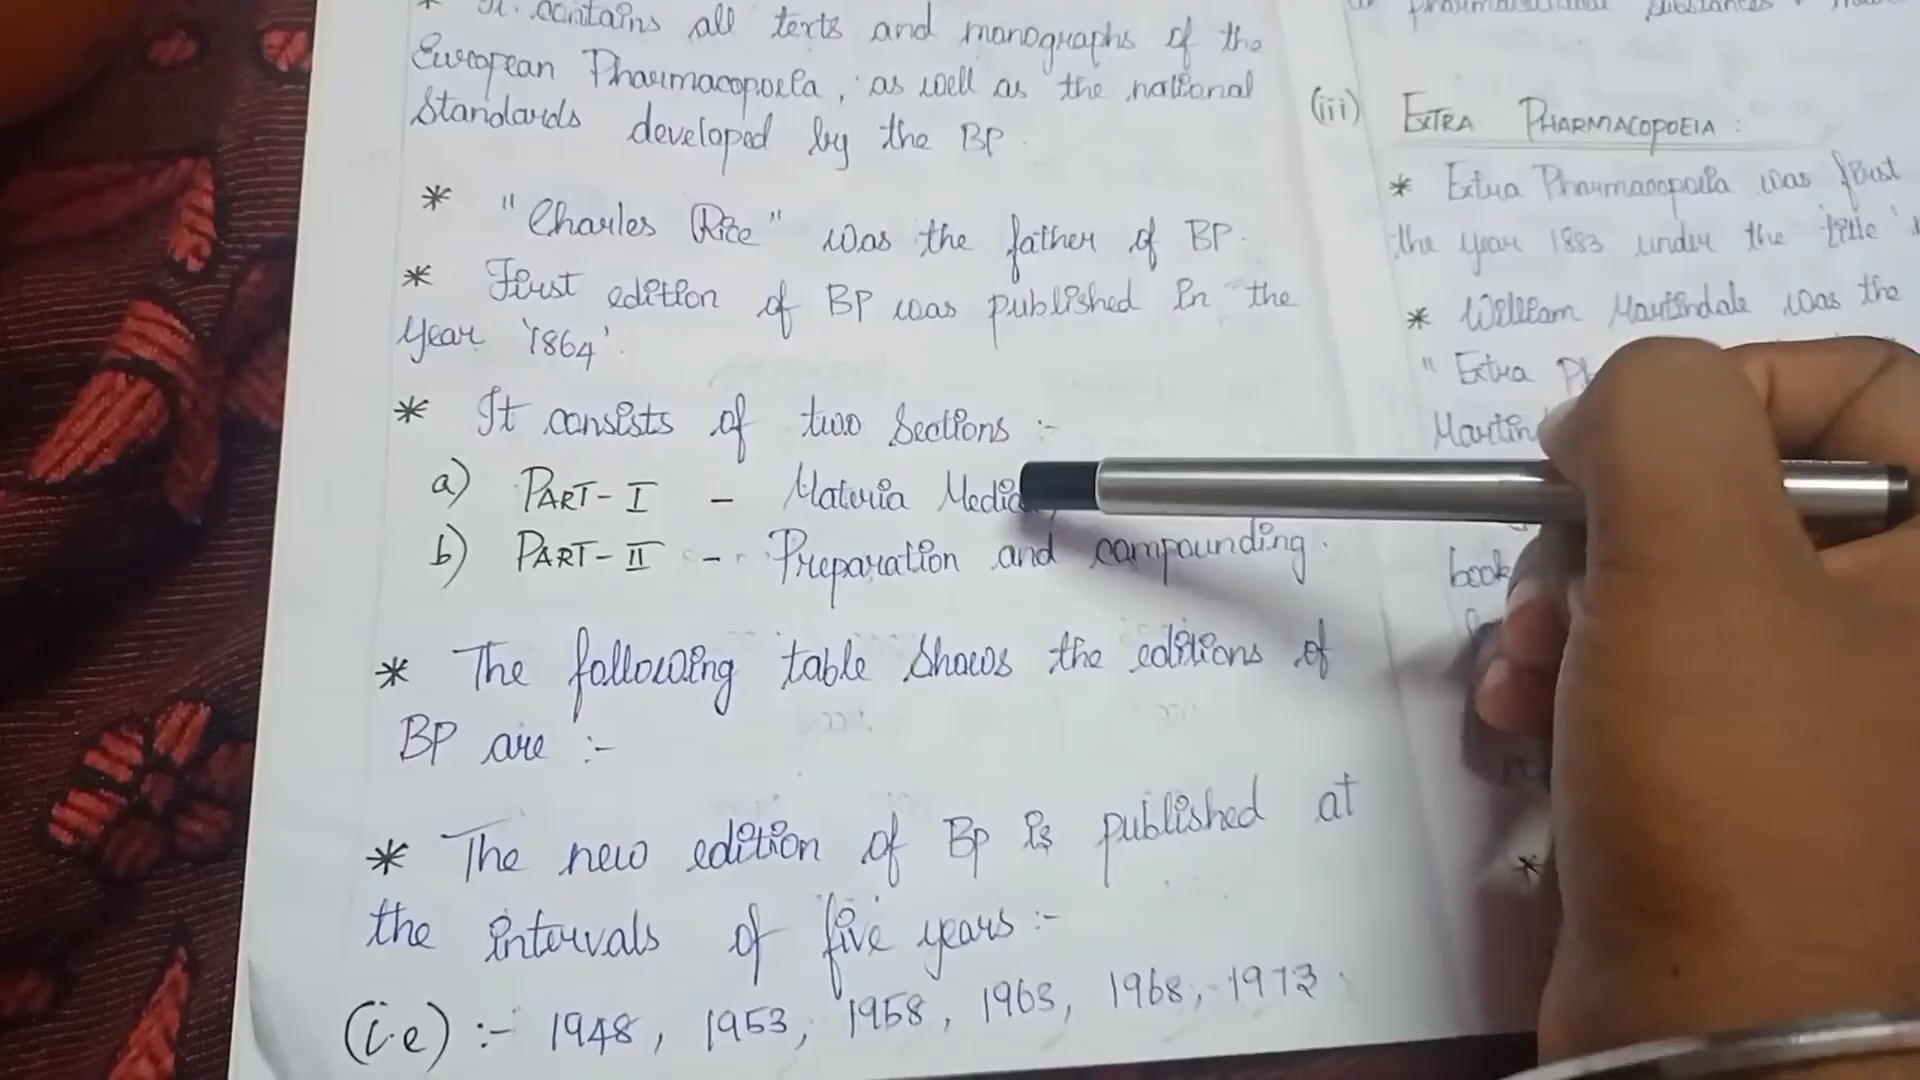 * It contains all texts and monographs of the
European Pharmacopoeia, as well as the national
Standards developed by the BP.
* "Charles Rice" was the father of BP.
* First edition of BP was published in the
year '1864'.
* It consists of two Sections :-
a) PART-I - Materia Medica
b) PART-II - Preparation and compounding.
* The following table shows the editions of
BP are :-
* The new edition of BP is published at
the intervals of five years :-
(i.e) :- 1948, 1953, 1958, 1963, 1968, 1973
pharmaceutical substances
(iii) EXTRA PHARMACOPOEIA :
* Extra Pharmacopoeia was first
the year 1883 under the title
* William Martindale was the
" Extra
book
*